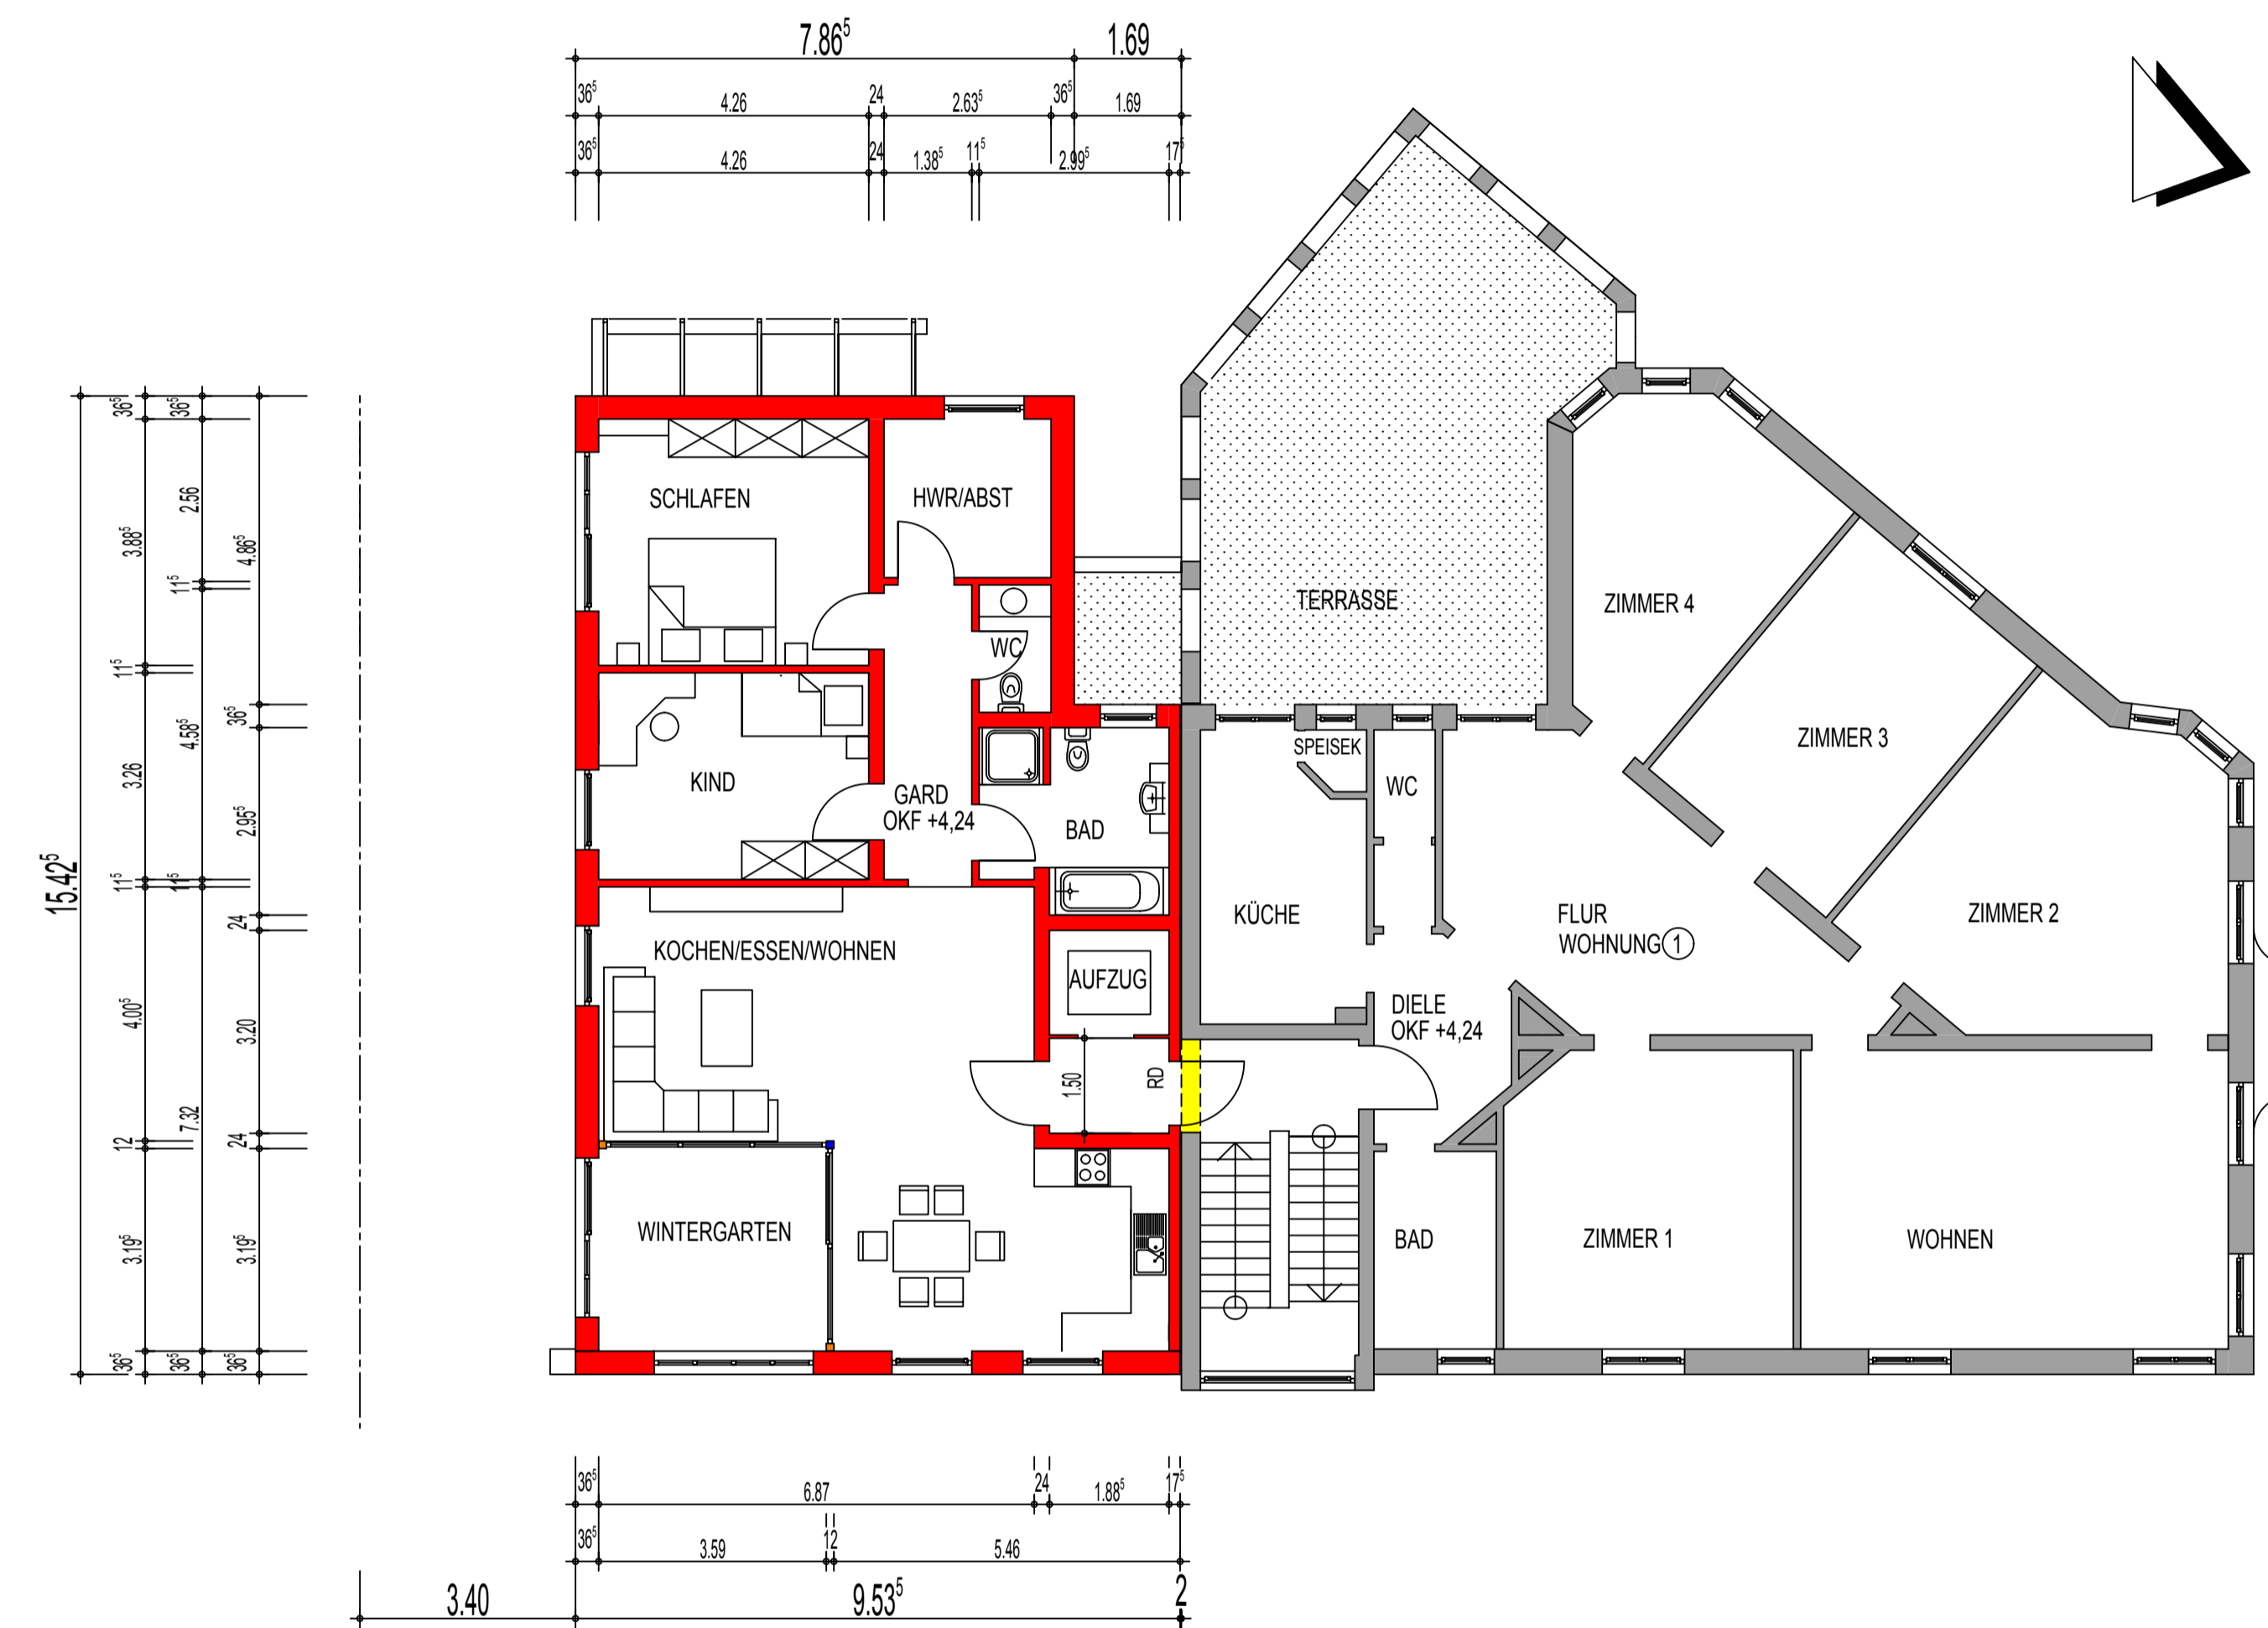 7.86⁵ 1.69
36⁵ 4.26 24 2.63⁵ 36⁵ 1.69
36⁵ 4.26 24 1.38⁵ 11⁵ 2.99⁵ 17⁵
15.42⁵
36⁵ 3.88⁵ 11⁵ 3.26 11⁵ 4.00⁵ 12 3.19⁵ 36⁵
36⁵ 2.56 11⁵ 4.58⁵ 11⁵ 7.32 36⁵
4.86⁵ 36⁵ 2.95⁵ 24 3.20 24 3.19⁵ 36⁵
SCHLAFEN
HWR/ABST
WC
KIND
GARD
OKF +4,24
BAD
KOCHEN/ESSEN/WOHNEN
AUFZUG
1.50
RD
WINTERGARTEN
TERRASSE
ZIMMER 4
ZIMMER 3
SPEISEK
WC
KÜCHE
FLUR
WOHNUNG 1
ZIMMER 2
DIELE
OKF +4,24
BAD
ZIMMER 1
WOHNEN
36⁵ 6.87 24 1.88⁵ 17⁵
36⁵ 3.59 12 5.46
3.40 9.53⁵ 2